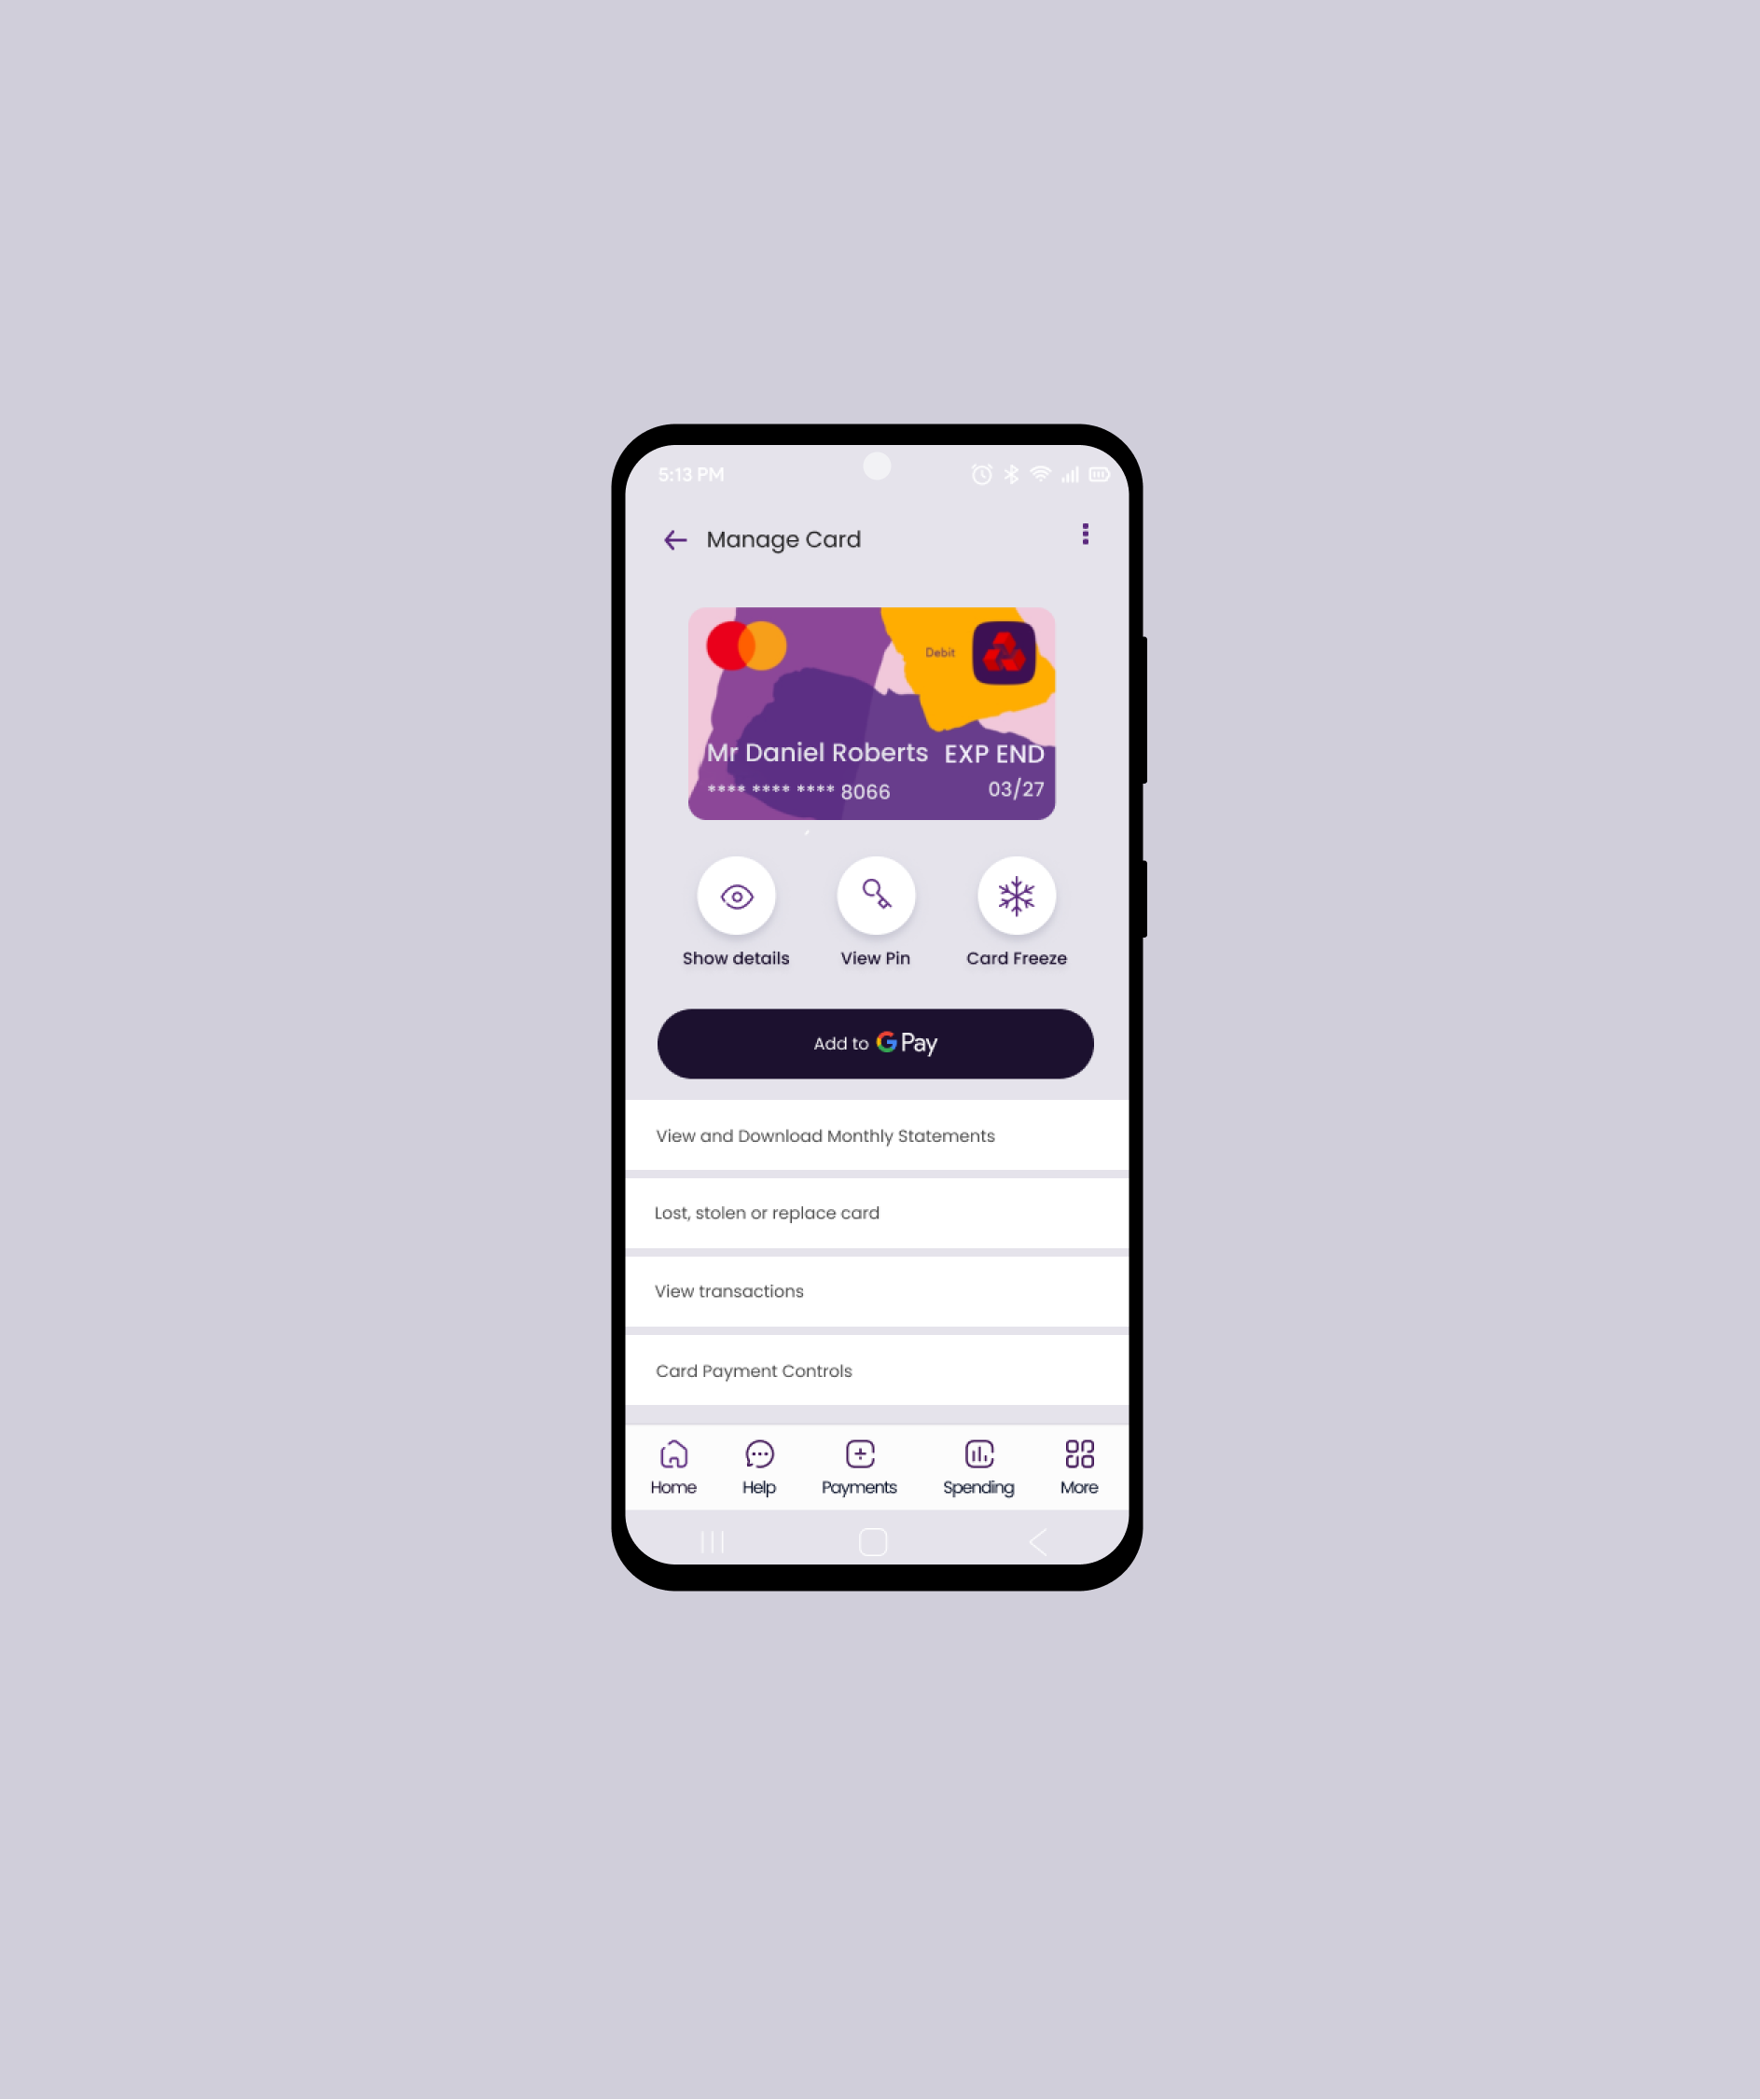 5:13 PM
Manage Card
Debit
Mr Daniel Roberts EXP END
**** **** **** 8066 03/27
Show details View Pin Card Freeze
Add to G Pay
View and Download Monthly Statements
Lost, stolen or replace card
View transactions
Card Payment Controls
Home Help Payments Spending More